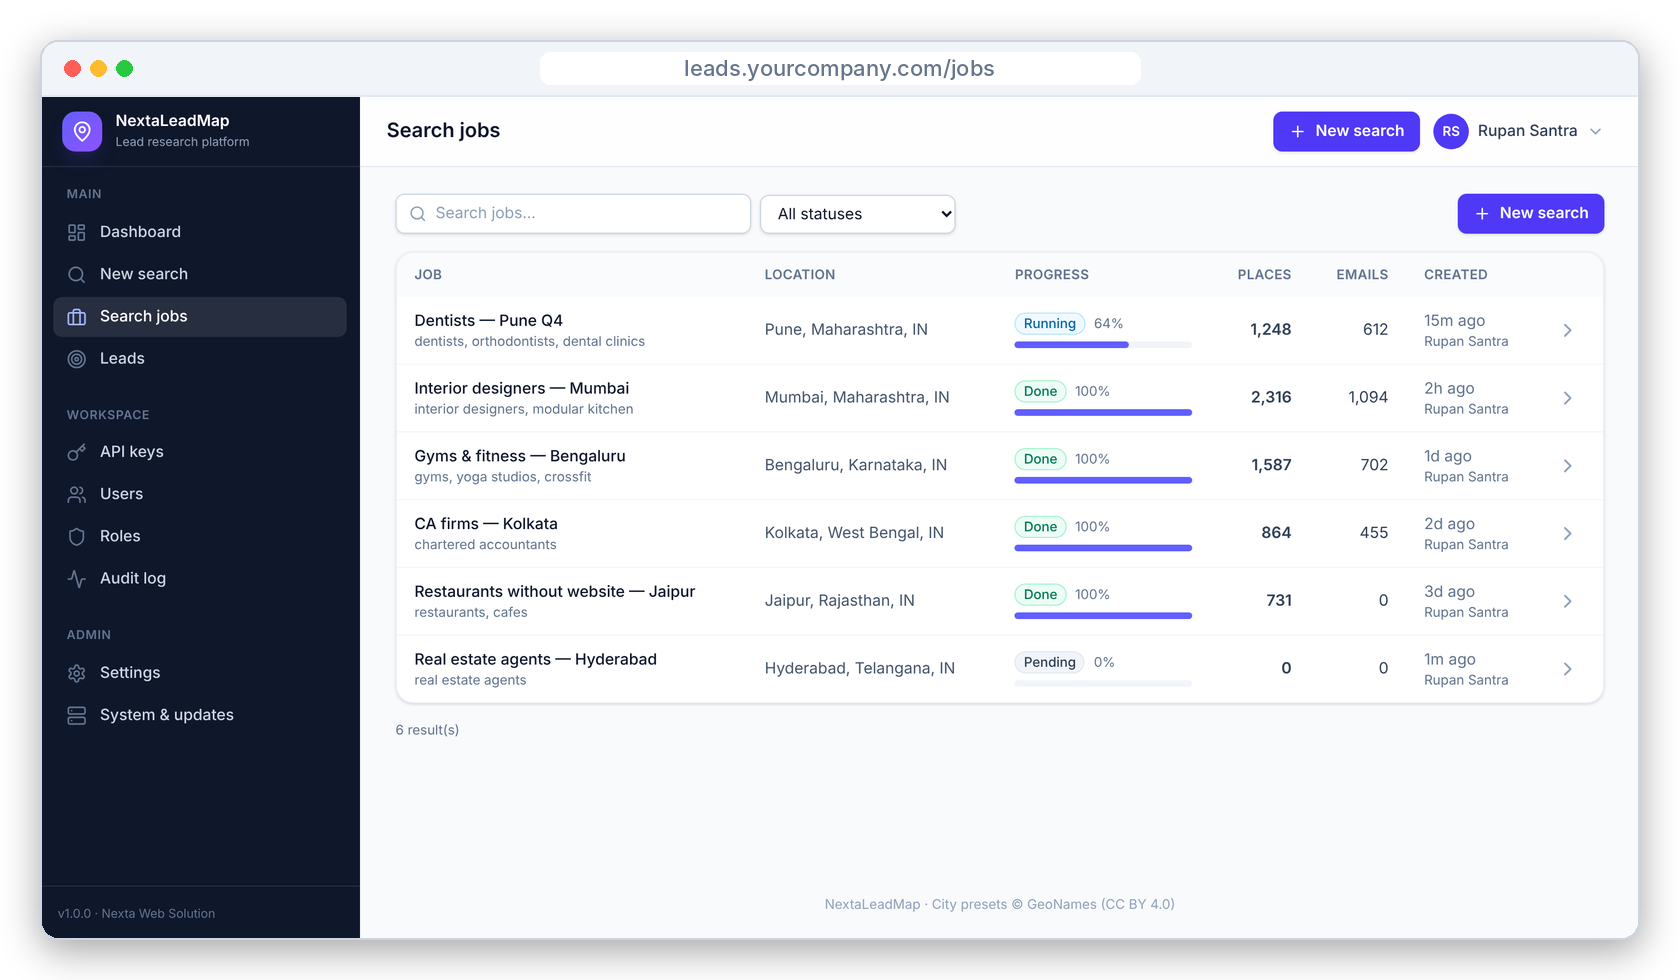 leads.yourcompany.com/jobs
NextaLeadMap
Lead research platform
MAIN
Dashboard
New search
Search jobs
Leads
WORKSPACE
API keys
Users
Roles
Audit log
ADMIN
Settings
System & updates
v1.0.0 · Nexta Web Solution
Search jobs
+ New search
RS Rupan Santra
Search jobs...
All statuses
+ New search
JOB LOCATION PROGRESS PLACES EMAILS CREATED
Dentists — Pune Q4
dentists, orthodontists, dental clinics
Pune, Maharashtra, IN
Running 64%
1,248
612
15m ago
Rupan Santra
Interior designers — Mumbai
interior designers, modular kitchen
Mumbai, Maharashtra, IN
Done 100%
2,316
1,094
2h ago
Rupan Santra
Gyms & fitness — Bengaluru
gyms, yoga studios, crossfit
Bengaluru, Karnataka, IN
Done 100%
1,587
702
1d ago
Rupan Santra
CA firms — Kolkata
chartered accountants
Kolkata, West Bengal, IN
Done 100%
864
455
2d ago
Rupan Santra
Restaurants without website — Jaipur
restaurants, cafes
Jaipur, Rajasthan, IN
Done 100%
731
0
3d ago
Rupan Santra
Real estate agents — Hyderabad
real estate agents
Hyderabad, Telangana, IN
Pending 0%
0
0
1m ago
Rupan Santra
6 result(s)
NextaLeadMap · City presets © GeoNames (CC BY 4.0)